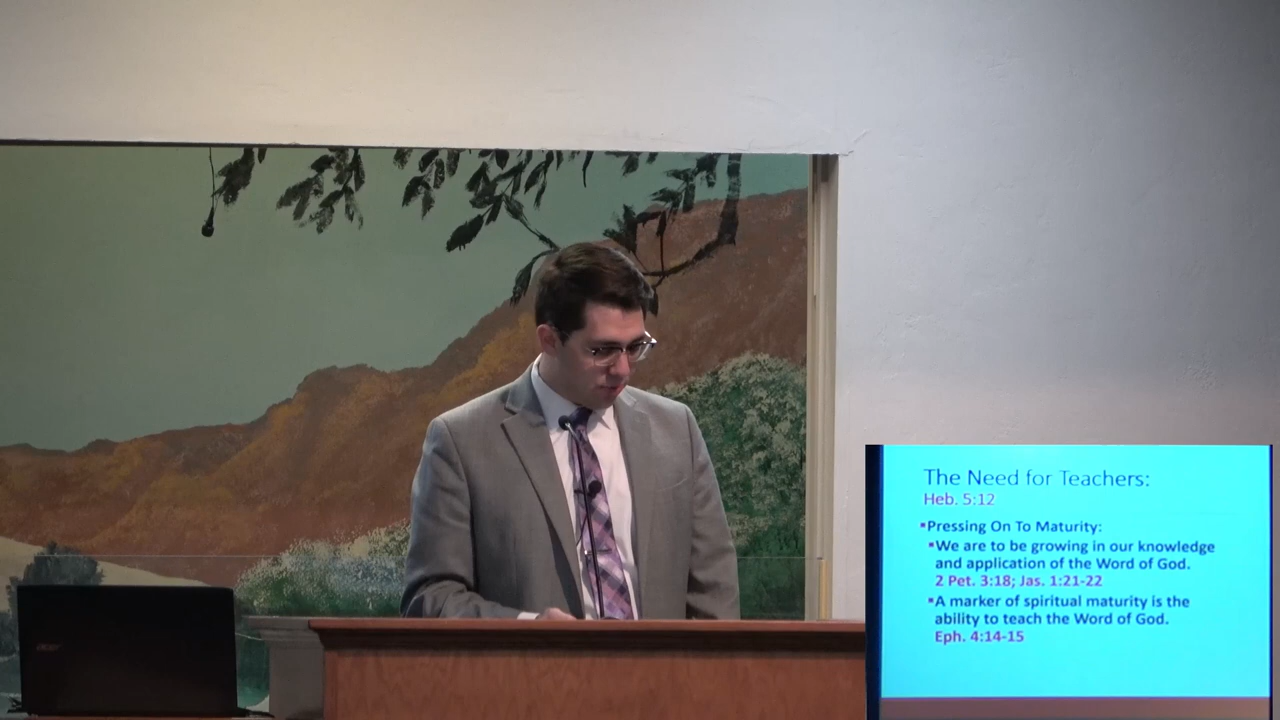 The Need for Teachers:
Heb. 5:12
▪Pressing On To Maturity:
▪We are to be growing in our knowledge
and application of the Word of God.
2 Pet. 3:18; Jas. 1:21-22
▪A marker of spiritual maturity is the
ability to teach the Word of God.
Eph. 4:14-15
acer